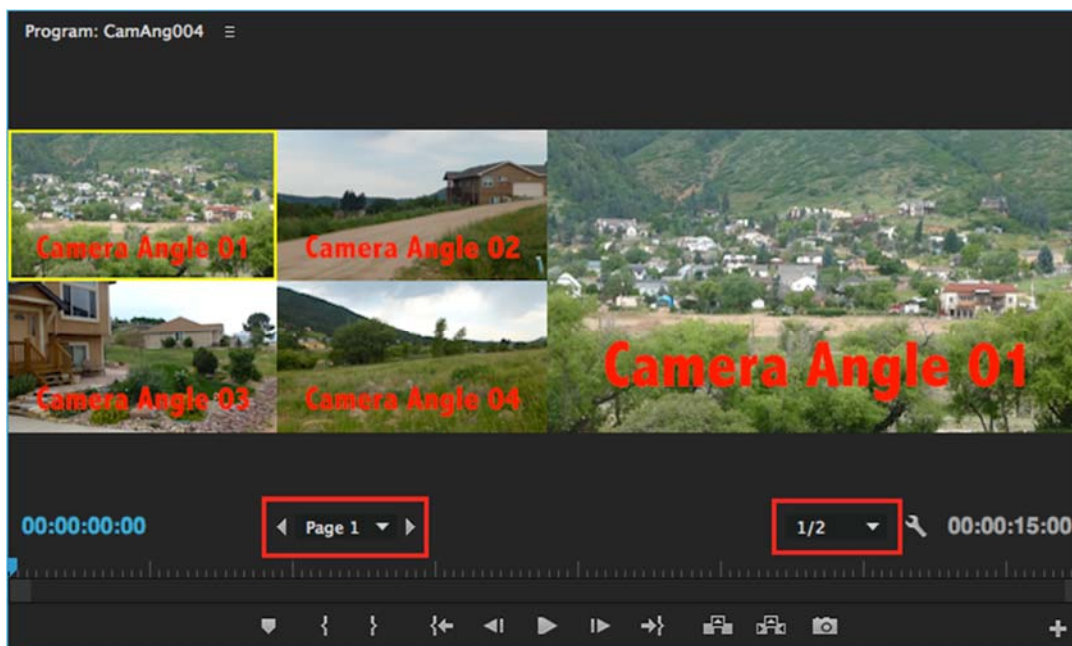 Program: CamAng004
Camera Angle 01
Camera Angle 02
Camera Angle 01
Camera Angle 03
Camera Angle 04
00:00:00:00
Page 1
1/2
00:00:15:00